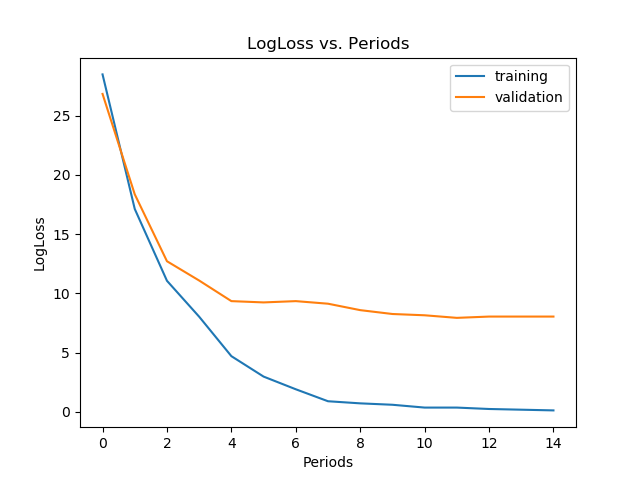 LogLoss vs. Periods
training
validation
LogLoss
25
20
15
10
5
0
0 2 4 6 8 10 12 14
Periods